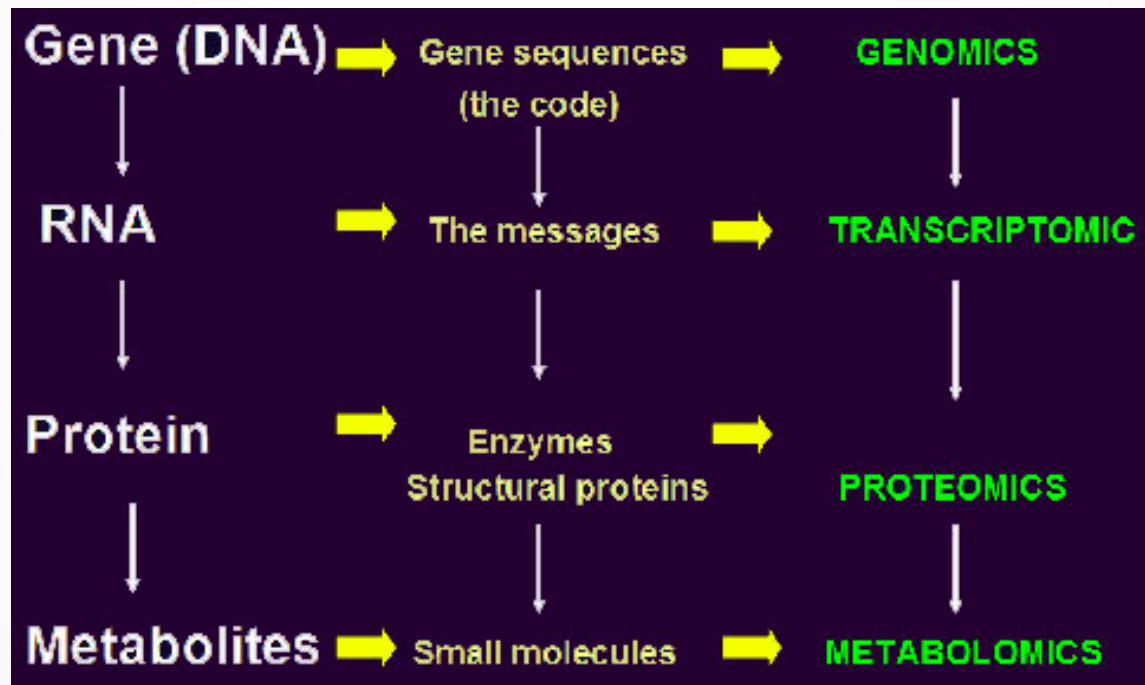 Gene (DNA)
Gene sequences
(the code)
GENOMICS
RNA
The messages
TRANSCRIPTOMIC
Protein
Enzymes
Structural proteins
PROTEOMICS
Metabolites
Small molecules
METABOLOMICS